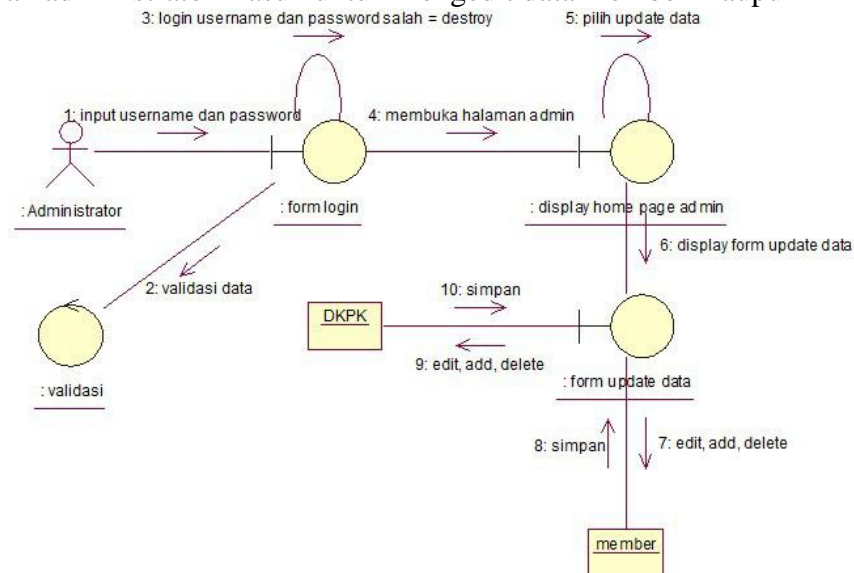 3: login username dan password salah = destroy
5: pilih update data
1: input username dan password
4: membuka halaman admin
: Administrator
: form login
: display home page admin
6: display form update data
2: validasi data
10: simpan
DKPK
9: edit, add, delete
: validasi
: form update data
8: simpan
7: edit, add, delete
member